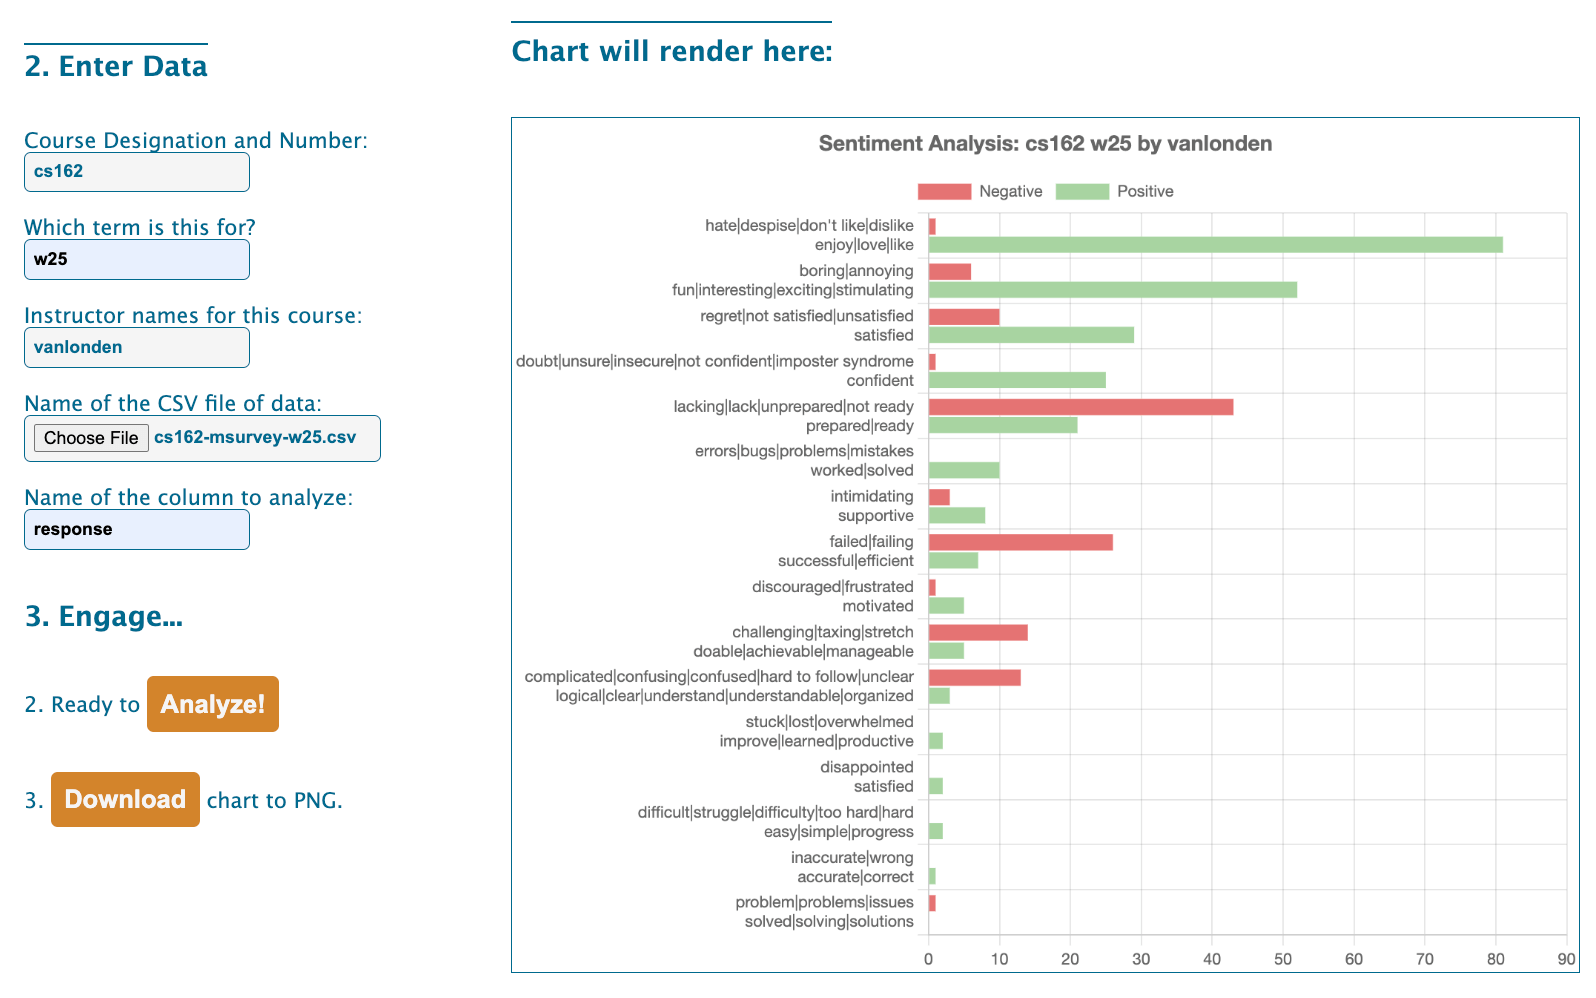 2. Enter Data
Course Designation and Number:
cs162
Which term is this for?
w25
Instructor names for this course:
vanlonden
Name of the CSV file of data:
Choose File cs162-msurvey-w25.csv
Name of the column to analyze:
response
3. Engage...
2. Ready to Analyze!
3. Download chart to PNG.
Chart will render here:
Sentiment Analysis: cs162 w25 by vanlonden
Negative Positive
hate|despise|don't like|dislike
enjoy|love|like
boring|annoying
fun|interesting|exciting|stimulating
regret|not satisfied|unsatisfied
satisfied
doubt|unsure|insecure|not confident|imposter syndrome
confident
lacking|lack|unprepared|not ready
prepared|ready
errors|bugs|problems|mistakes
worked|solved
intimidating
supportive
failed|failing
successful|efficient
discouraged|frustrated
motivated
challenging|taxing|stretch
doable|achievable|manageable
complicated|confusing|confused|hard to follow|unclear
logical|clear|understand|understandable|organized
stuck|lost|overwhelmed
improve|learned|productive
disappointed
satisfied
difficult|struggle|difficulty|too hard|hard
easy|simple|progress
inaccurate|wrong
accurate|correct
problem|problems|issues
solved|solving|solutions
0 10 20 30 40 50 60 70 80 90